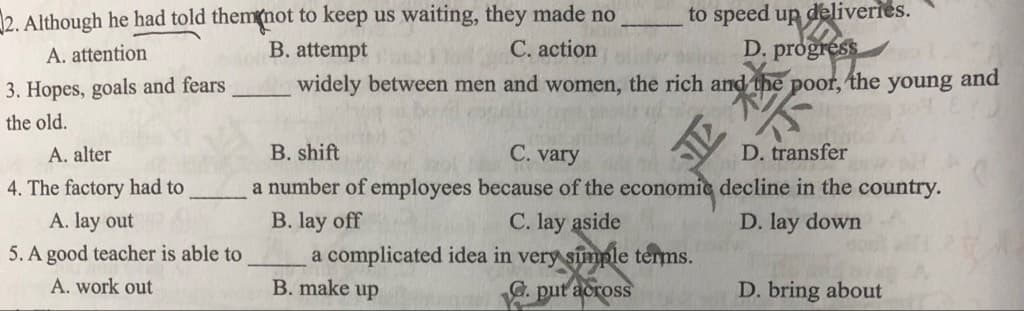 2. Although he had told them not to keep us waiting, they made no ______ to speed up deliveries.
A. attention B. attempt C. action D. progress
3. Hopes, goals and fears ______ widely between men and women, the rich and the poor, the young and
the old.
A. alter B. shift C. vary D. transfer
4. The factory had to ______ a number of employees because of the economic decline in the country.
A. lay out B. lay off C. lay aside D. lay down
5. A good teacher is able to ______ a complicated idea in very simple terms.
A. work out B. make up C. put across D. bring about